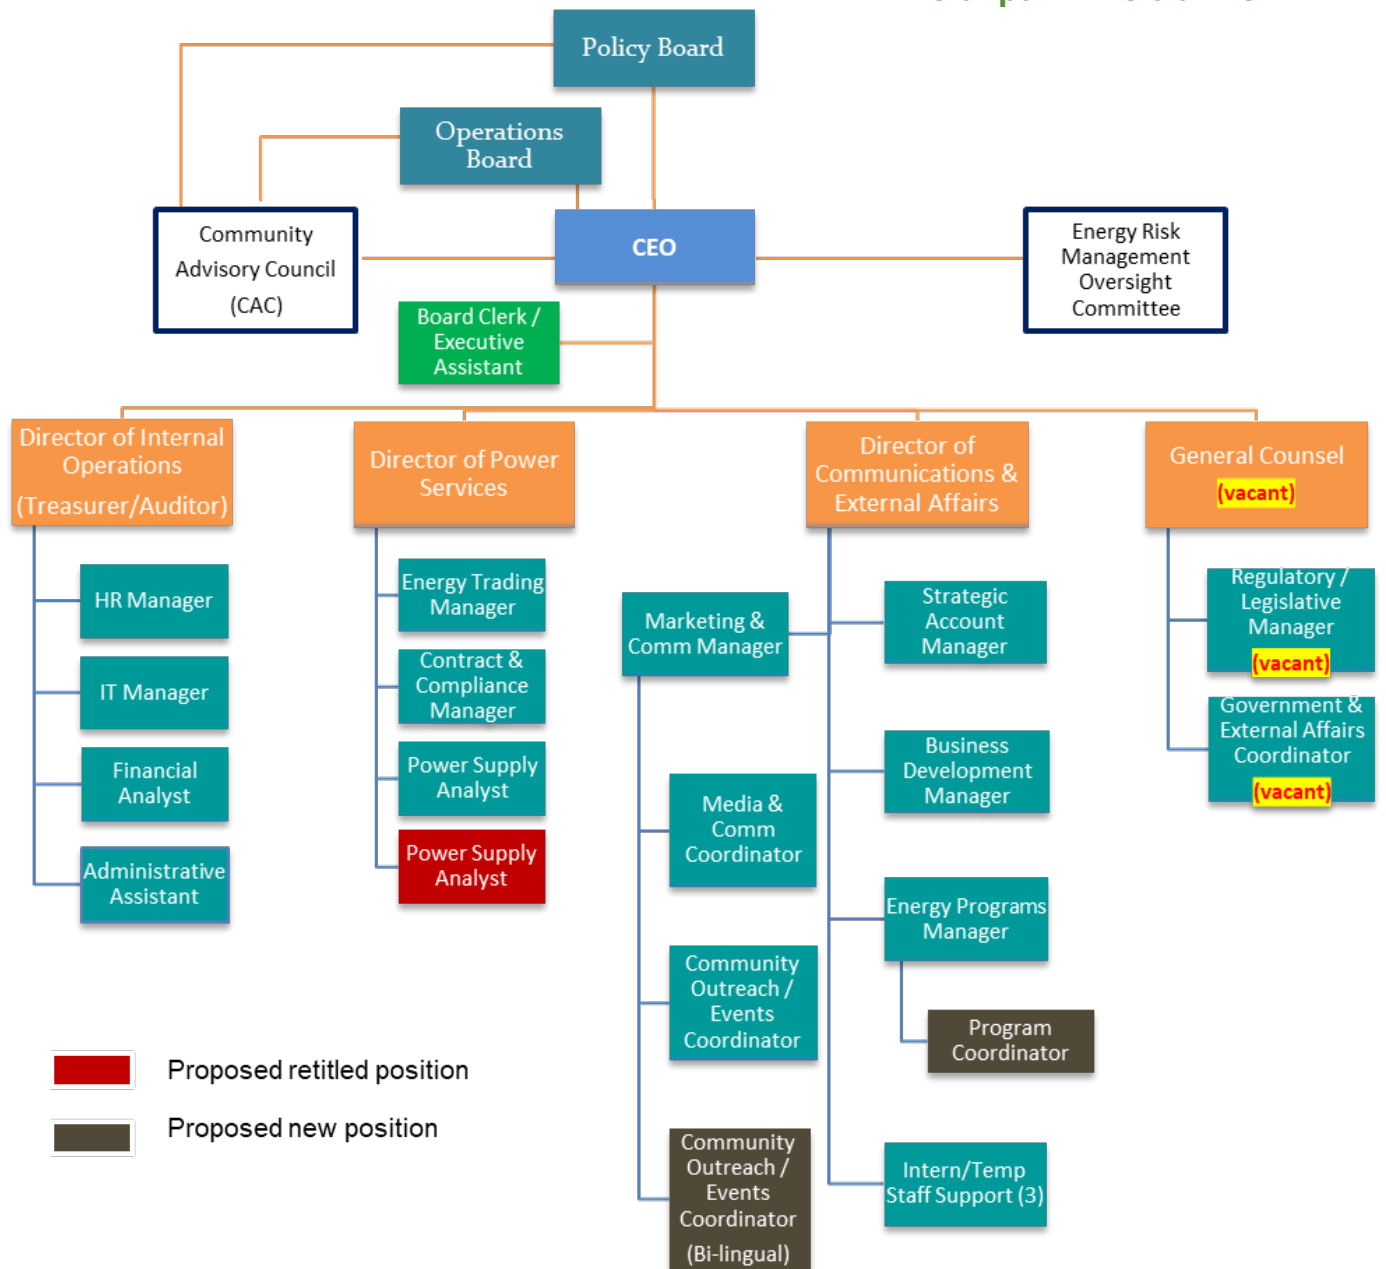 Policy Board
Operations
Board
Community
Advisory Council
(CAC)
CEO
Energy Risk
Management
Oversight
Committee
Board Clerk /
Executive
Assistant
Director of Internal
Operations
(Treasurer/Auditor)
Director of Power
Services
Director of
Communications &
External Affairs
General Counsel
(vacant)
HR Manager
IT Manager
Financial
Analyst
Administrative
Assistant
Energy Trading
Manager
Contract &
Compliance
Manager
Power Supply
Analyst
Power Supply
Analyst
Marketing &
Comm Manager
Media &
Comm
Coordinator
Community
Outreach /
Events
Coordinator
Community
Outreach /
Events
Coordinator
(Bi-lingual)
Strategic
Account
Manager
Business
Development
Manager
Energy Programs
Manager
Program
Coordinator
Intern/Temp
Staff Support (3)
Regulatory /
Legislative
Manager
(vacant)
Government &
External Affairs
Coordinator
(vacant)
Proposed retitled position
Proposed new position